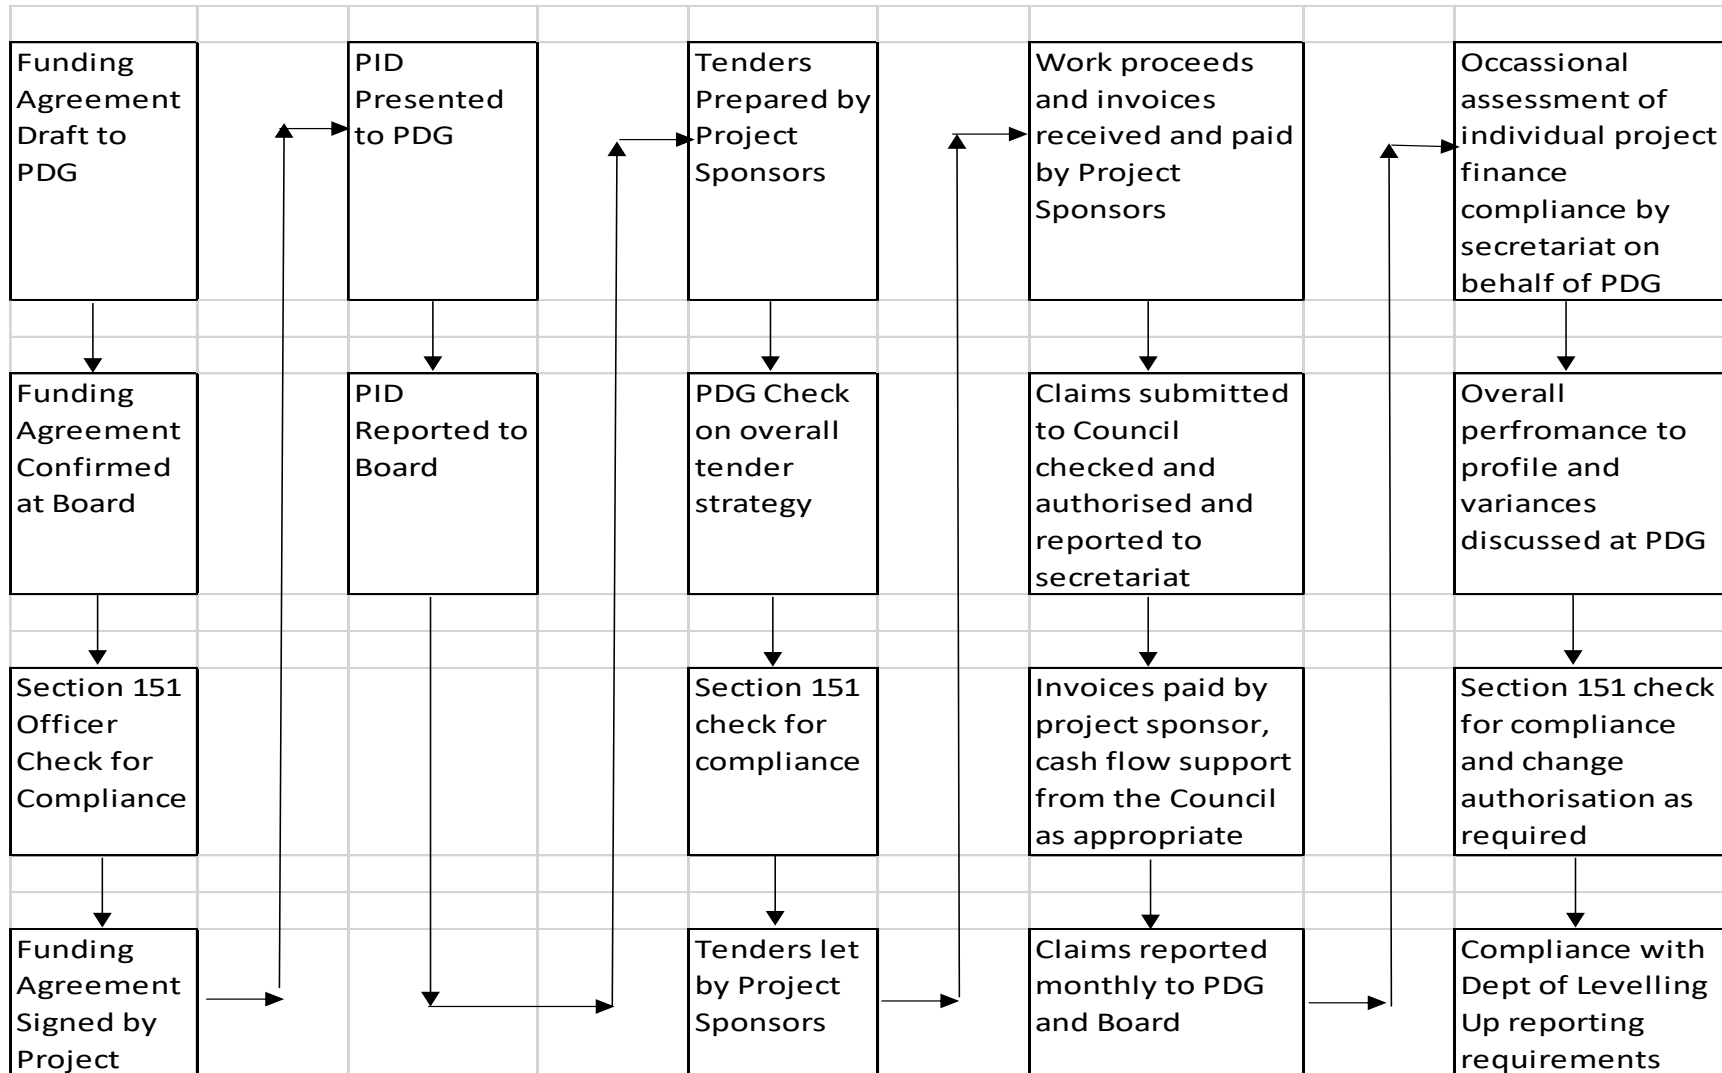 Funding
Agreement
Draft to
PDG
Funding
Agreement
Confirmed
at Board
Section 151
Officer
Check for
Compliance
Funding
Agreement
Signed by
Project
PID
Presented
to PDG
PID
Reported to
Board
Tenders
Prepared by
Project
Sponsors
PDG Check
on overall
tender
strategy
Section 151
check for
compliance
Tenders let
by Project
Sponsors
Work proceeds
and invoices
received and paid
by Project
Sponsors
Claims submitted
to Council
checked and
authorised and
reported to
secretariat
Invoices paid by
project sponsor,
cash flow support
from the Council
as appropriate
Claims reported
monthly to PDG
and Board
Occassional
assessment of
individual project
finance
compliance by
secretariat on
behalf of PDG
Overall
perfromance to
profile and
variances
discussed at PDG
Section 151 check
for compliance
and change
authorisation as
required
Compliance with
Dept of Levelling
Up reporting
requirements